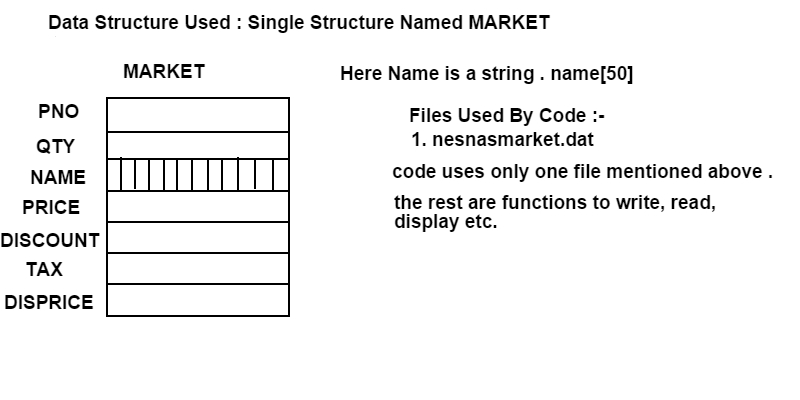 Data Structure Used : Single Structure Named MARKET
MARKET
PNO
QTY
NAME
PRICE
DISCOUNT
TAX
DISPRICE
Here Name is a string . name[50]
Files Used By Code :-
1. nesnasmarket.dat
code uses only one file mentioned above .
the rest are functions to write, read,
display etc.